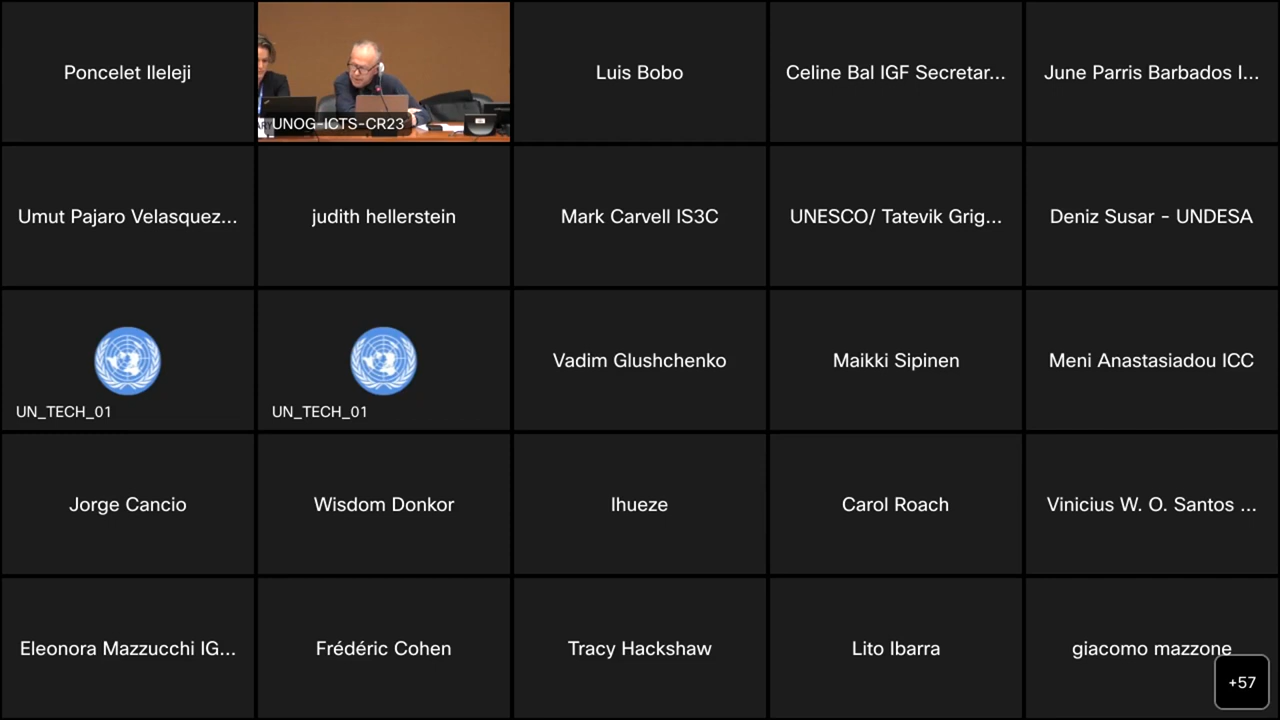 Poncelet Ileleji
UNOG-ICTS-CR23
Luis Bobo
Celine Bal IGF Secretar...
June Parris Barbados I...
Umut Pajaro Velasquez...
judith hellerstein
Mark Carvell IS3C
UNESCO/ Tatevik Grig...
Deniz Susar - UNDESA
UN_TECH_01
UN_TECH_01
Vadim Glushchenko
Maikki Sipinen
Meni Anastasiadou ICC
Jorge Cancio
Wisdom Donkor
Ihueze
Carol Roach
Vinicius W. O. Santos ...
Eleonora Mazzucchi IG...
Frédéric Cohen
Tracy Hackshaw
Lito Ibarra
giacomo mazzone
+57